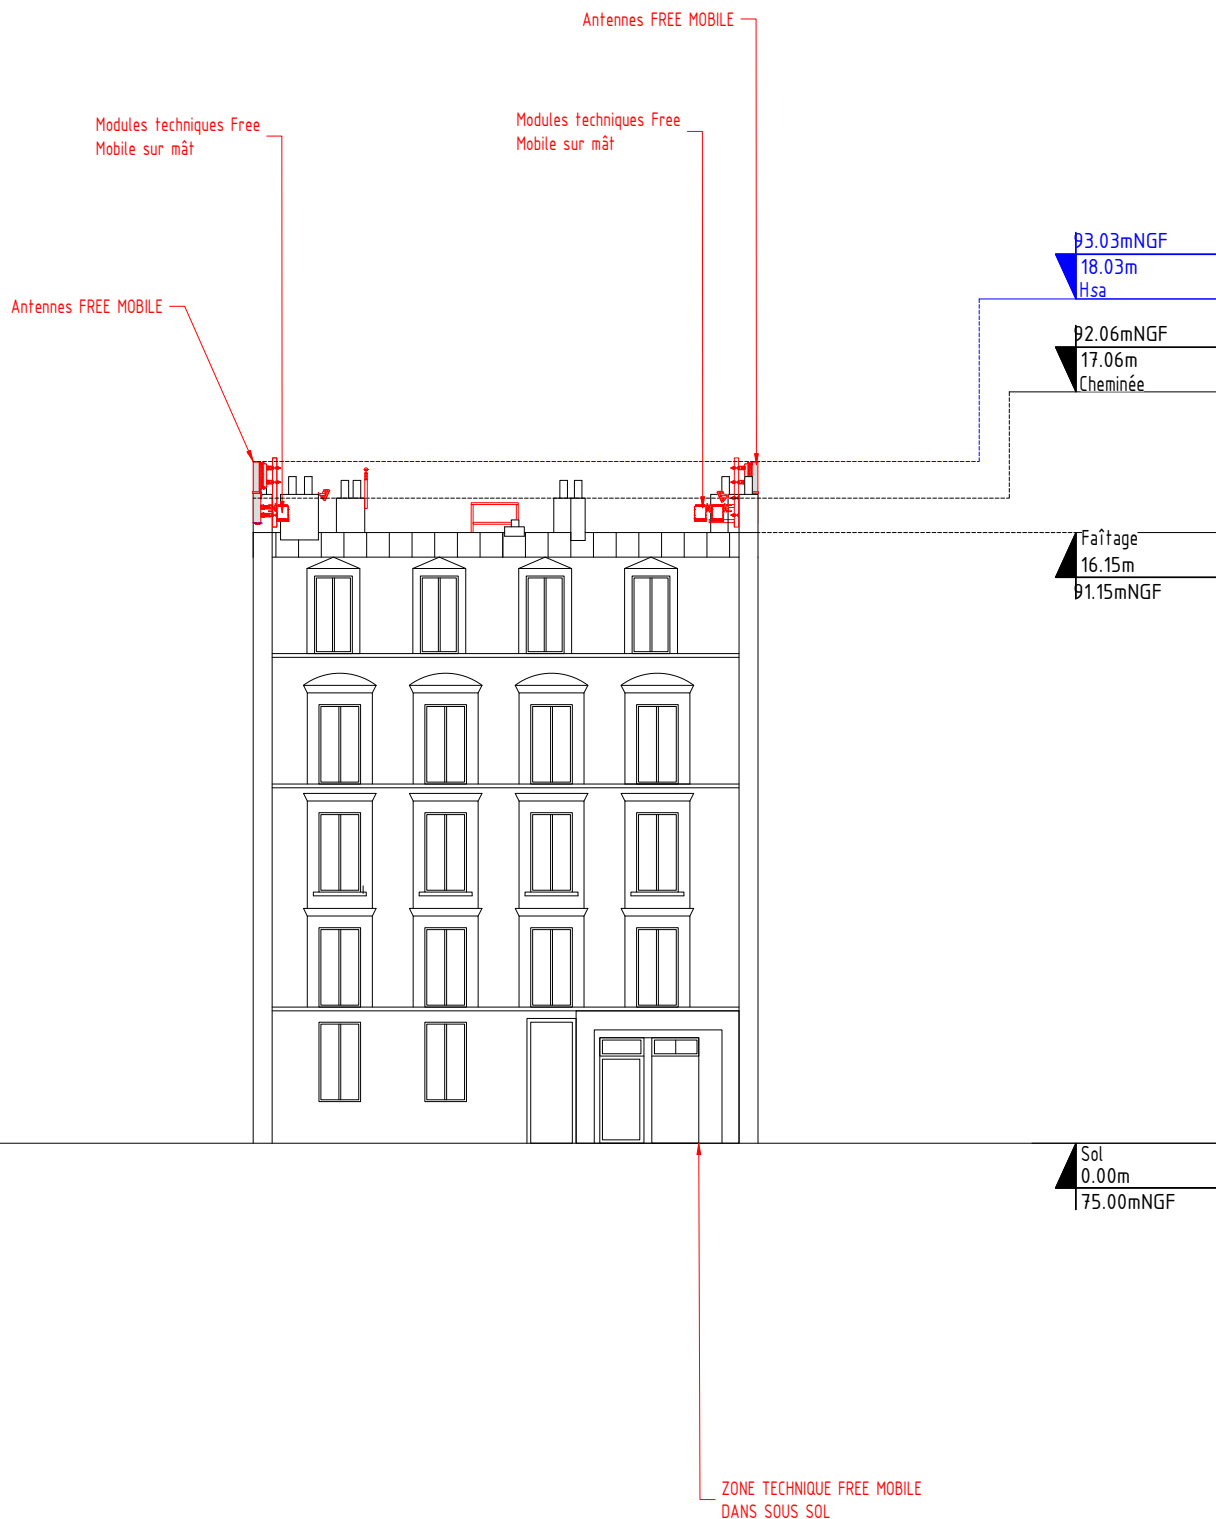 Antennes FREE MOBILE
Modules techniques Free
Mobile sur mât
Modules techniques Free
Mobile sur mât
Antennes FREE MOBILE
93.03mNGF
18.03m
Hsa
92.06mNGF
17.06m
Cheminée
Faîtage
16.15m
91.15mNGF
Sol
0.00m
75.00mNGF
ZONE TECHNIQUE FREE MOBILE
DANS SOUS SOL